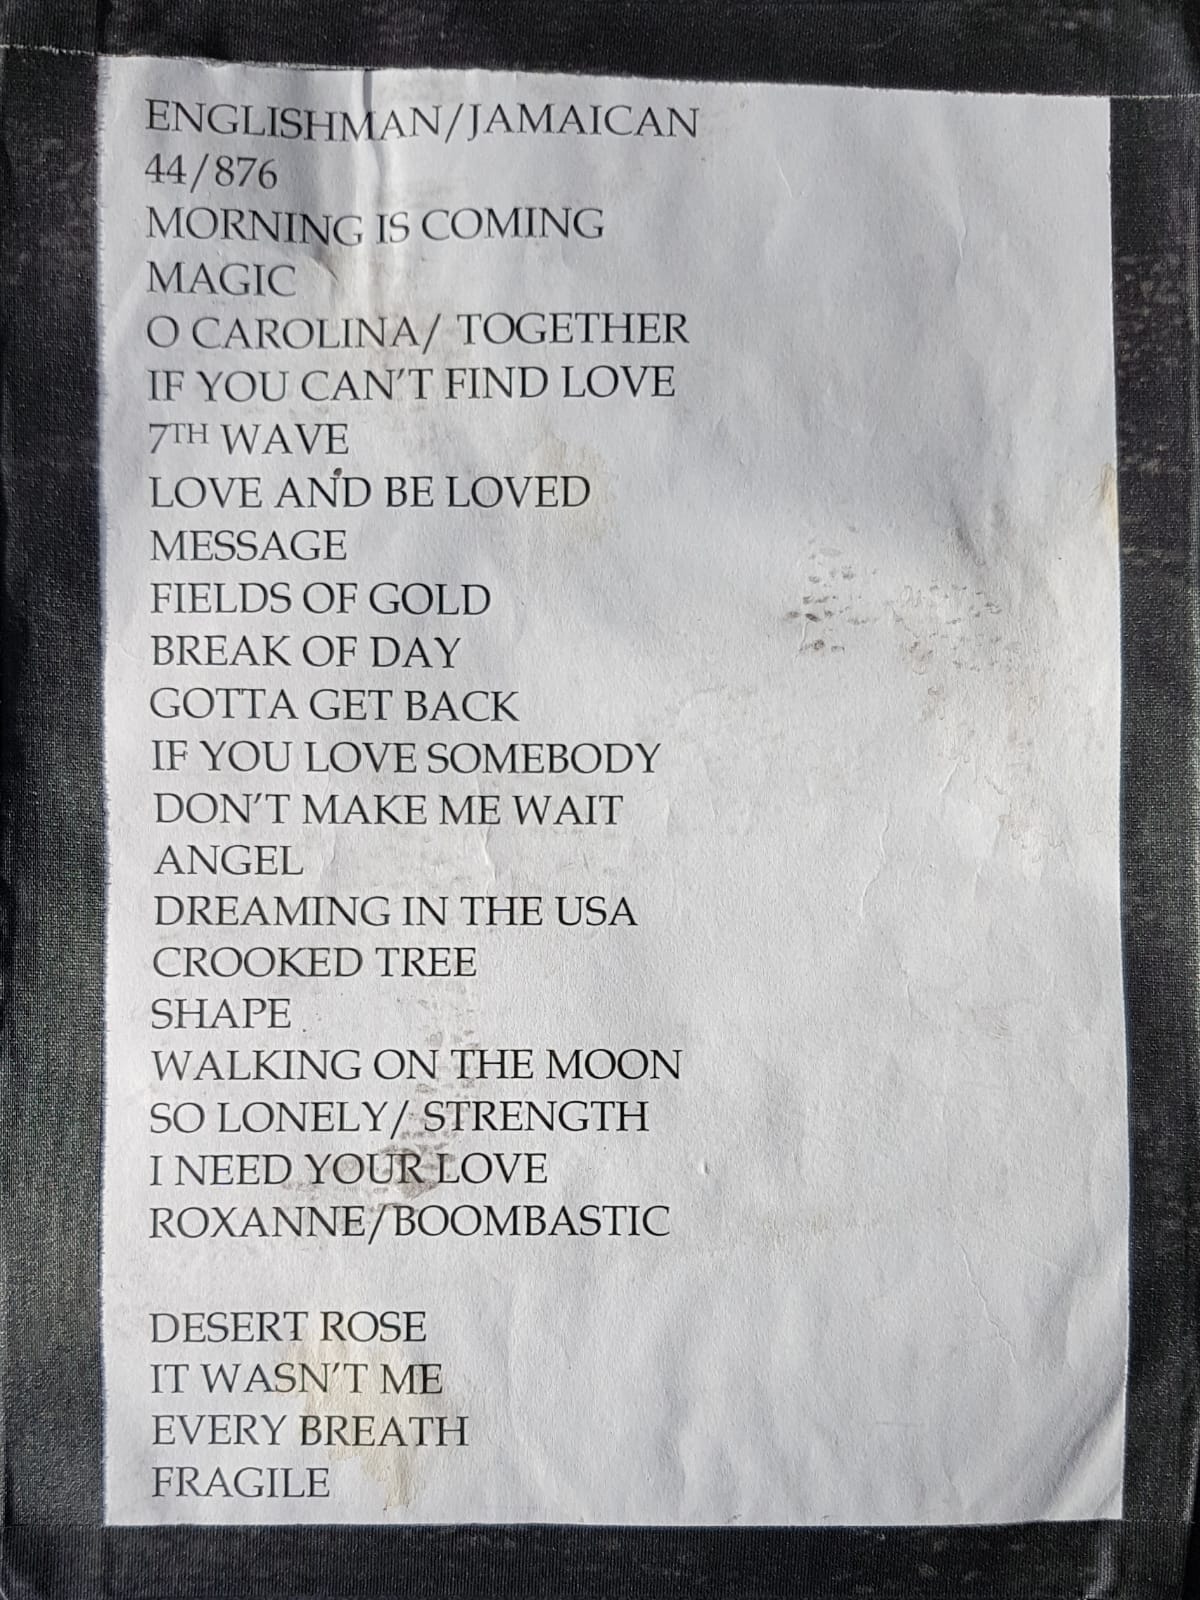 ENGLISHMAN/JAMAICAN
44/876
MORNING IS COMING
MAGIC
O CAROLINA/ TOGETHER
IF YOU CAN'T FIND LOVE
7TH WAVE
LOVE AND BE LOVED
MESSAGE
FIELDS OF GOLD
BREAK OF DAY
GOTTA GET BACK
IF YOU LOVE SOMEBODY
DON'T MAKE ME WAIT
ANGEL
DREAMING IN THE USA
CROOKED TREE
SHAPE
WALKING ON THE MOON
SO LONELY/ STRENGTH
I NEED YOUR LOVE
ROXANNE/BOOMBASTIC
DESERT ROSE
IT WASN'T ME
EVERY BREATH
FRAGILE